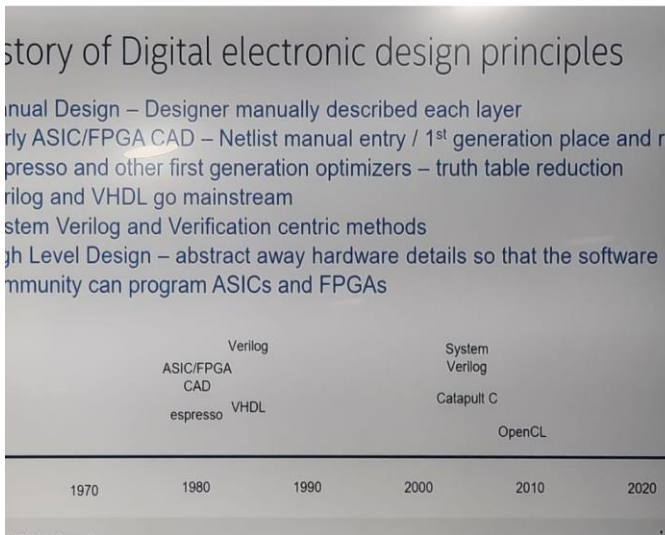 story of Digital electronic design principles
nual Design – Designer manually described each layer
rly ASIC/FPGA CAD – Netlist manual entry / 1st generation place and r
presso and other first generation optimizers – truth table reduction
rilog and VHDL go mainstream
stem Verilog and Verification centric methods
gh Level Design – abstract away hardware details so that the software
mmunity can program ASICs and FPGAs
Verilog
ASIC/FPGA
CAD
espresso
VHDL
System
Verilog
Catapult C
OpenCL
1970 1980 1990 2000 2010 2020